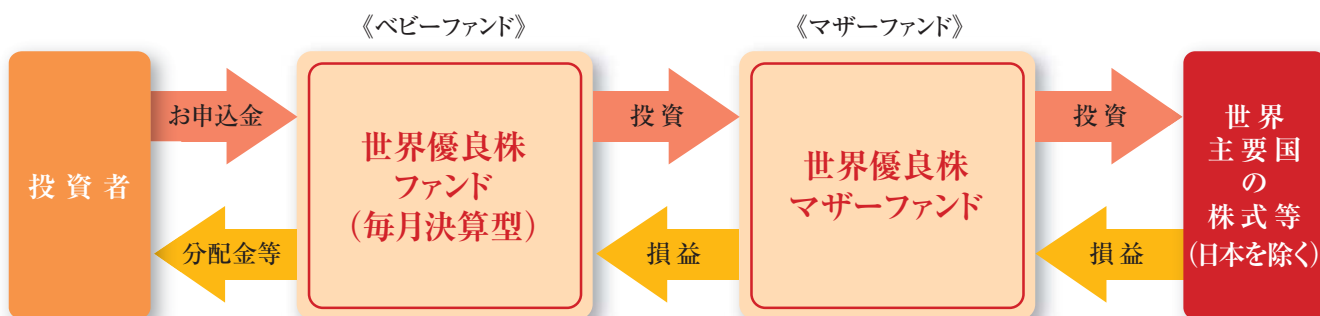 《ベビーファンド》
《マザーファンド》
投資者
お申込金
分配金等
世界優良株
ファンド
(毎月決算型)
投資
損益
世界優良株
マザーファンド
投資
損益
世界
主要国
の
株式等
(日本を除く)